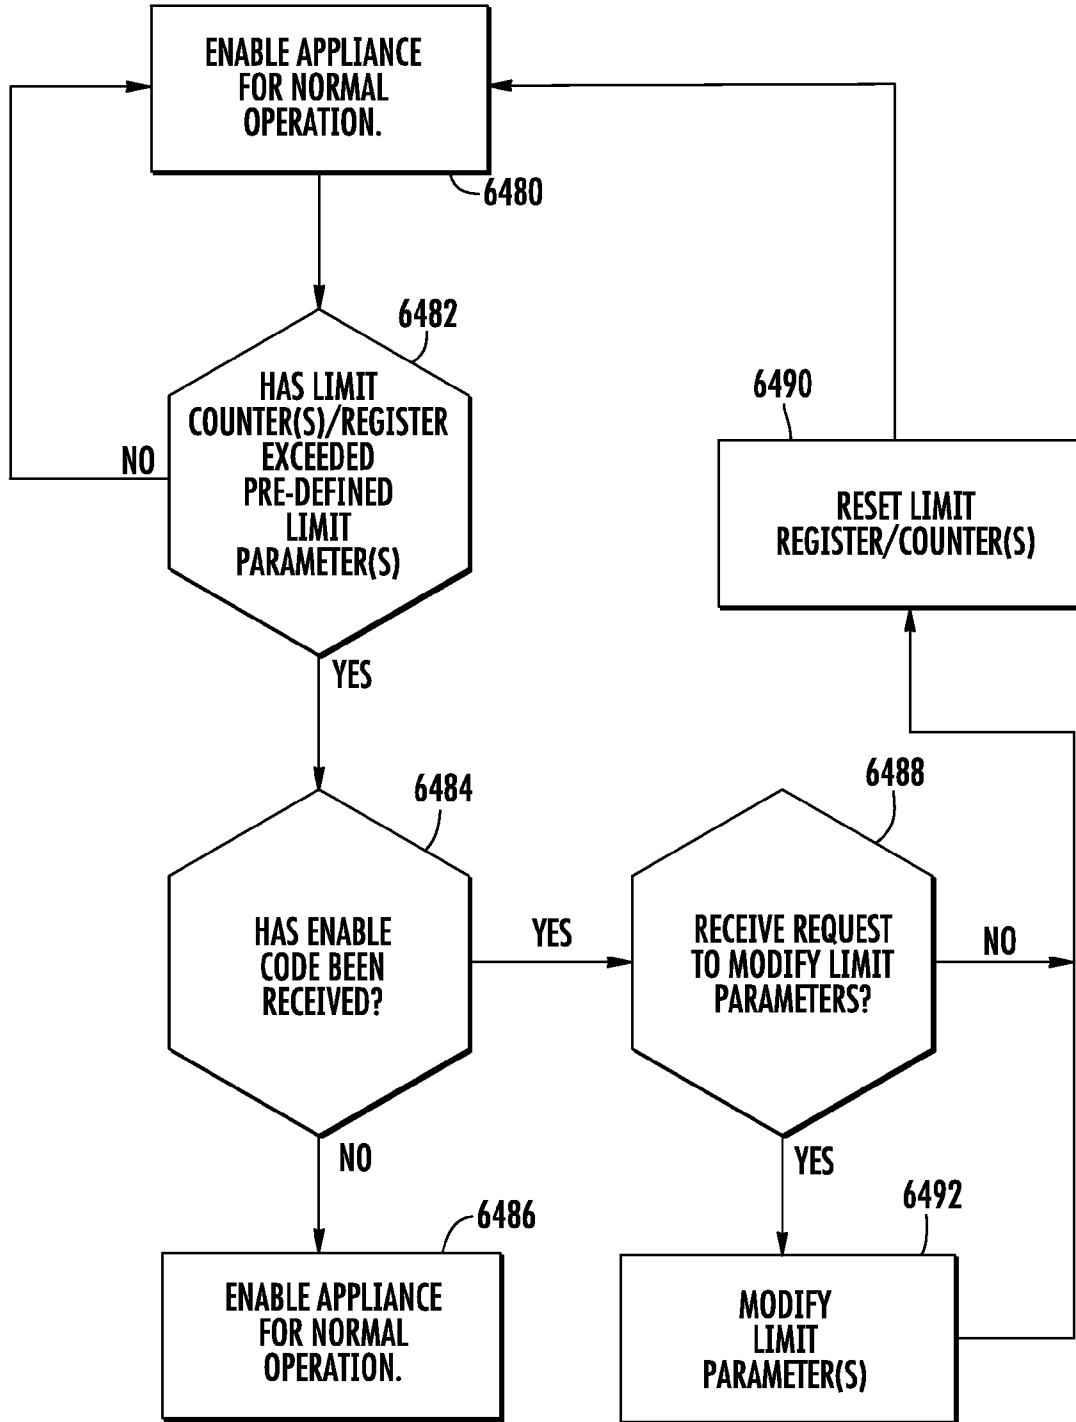 ENABLE APPLIANCE
FOR NORMAL
OPERATION.
6480
6482
HAS LIMIT
COUNTER(S)/REGISTER
EXCEEDED
PRE-DEFINED
LIMIT
PARAMETER(S)
NO
YES
6490
RESET LIMIT
REGISTER/COUNTER(S)
6484
HAS ENABLE
CODE BEEN
RECEIVED?
YES
NO
6488
RECEIVE REQUEST
TO MODIFY LIMIT
PARAMETERS?
NO
YES
6486
ENABLE APPLIANCE
FOR NORMAL
OPERATION.
6492
MODIFY
LIMIT
PARAMETER(S)